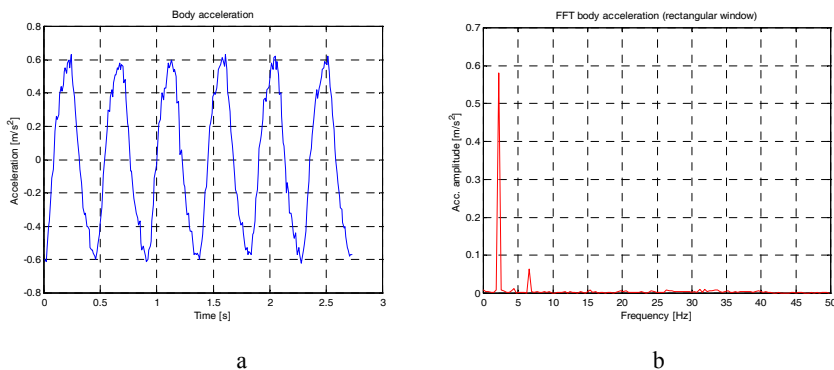 Body acceleration
0.8
0.6
0.4
0.2
0
-0.2
-0.4
-0.6
-0.8
Acceleration [m/s²]
0 0.5 1 1.5 2 2.5 3
Time [s]
a
FFT body acceleration (rectangular window)
0.7
0.6
0.5
0.4
0.3
0.2
0.1
0
Acc. amplitude [m/s²]
0 5 10 15 20 25 30 35 40 45 50
Frequency [Hz]
b